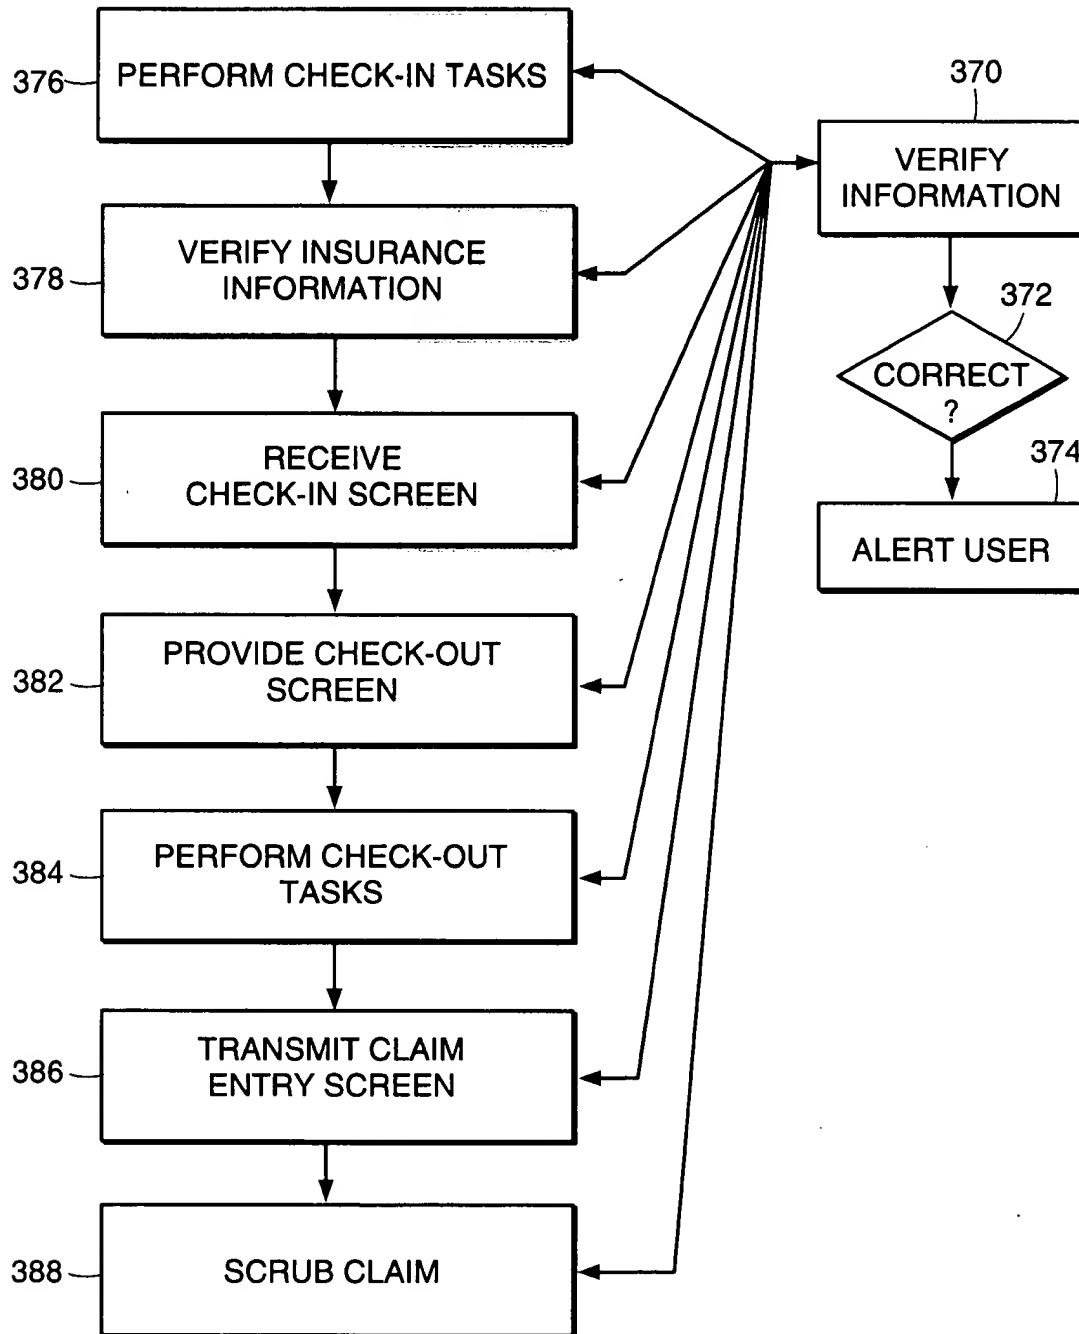 376
PERFORM CHECK-IN TASKS
378
VERIFY INSURANCE
INFORMATION
380
RECEIVE
CHECK-IN SCREEN
382
PROVIDE CHECK-OUT
SCREEN
384
PERFORM CHECK-OUT
TASKS
386
TRANSMIT CLAIM
ENTRY SCREEN
388
SCRUB CLAIM
370
VERIFY
INFORMATION
372
CORRECT
?
374
ALERT USER